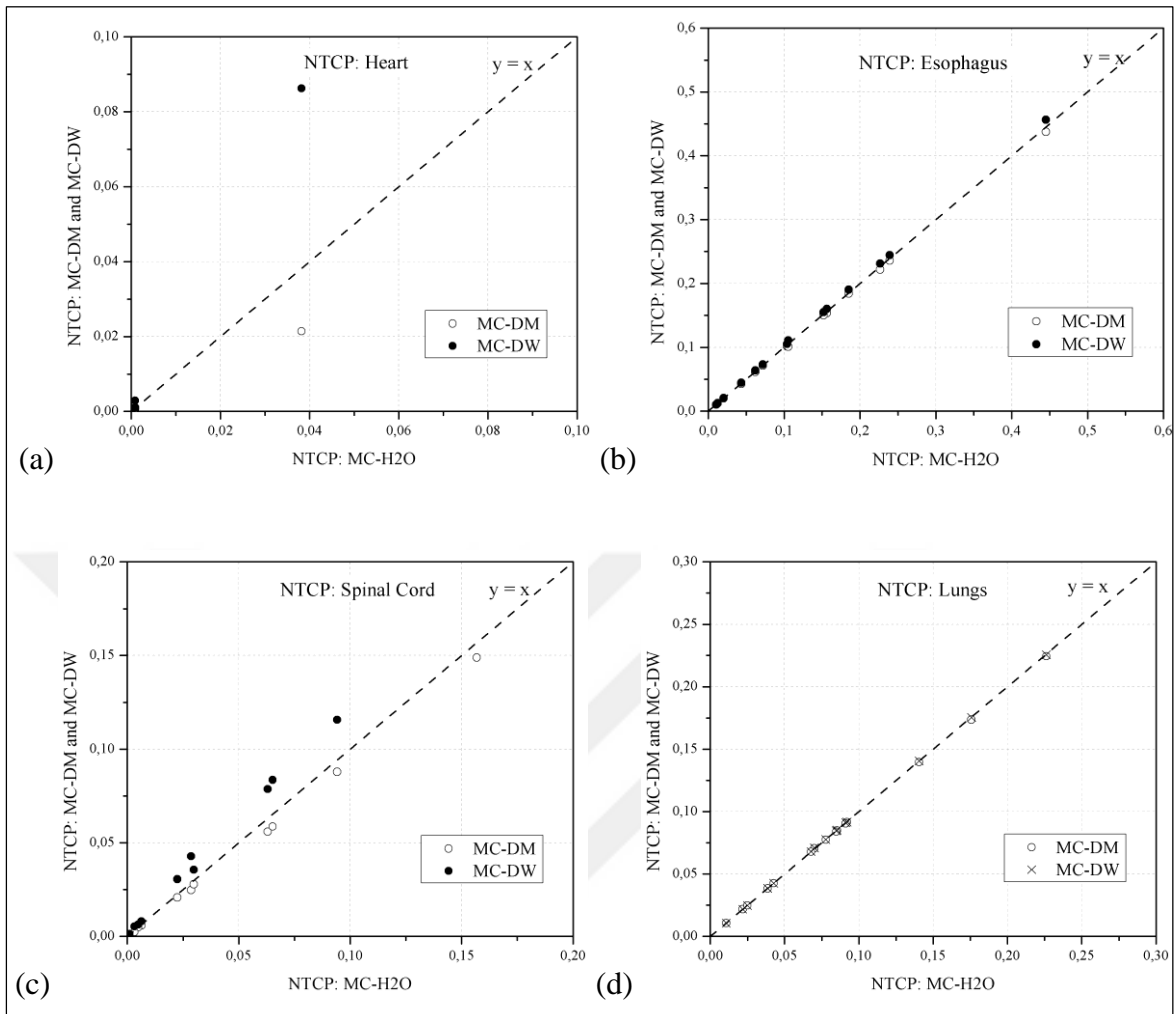 NTCP: Heart
y = x
0,10
0,08
0,06
0,04
0,02
0,00
NTCP: MC-DM and MC-DW
MC-DM
MC-DW
0,00 0,02 0,04 0,06 0,08 0,10
NTCP: MC-H2O
(a)
NTCP: Esophagus
y = x
0,6
0,5
0,4
0,3
0,2
0,1
0,0
NTCP: MC-DM and MC-DW
MC-DM
MC-DW
0,0 0,1 0,2 0,3 0,4 0,5 0,6
NTCP: MC-H2O
(b)
NTCP: Spinal Cord
y = x
0,20
0,15
0,10
0,05
0,00
NTCP: MC-DM and MC-DW
MC-DM
MC-DW
0,00 0,05 0,10 0,15 0,20
NTCP: MC-H2O
(c)
NTCP: Lungs
y = x
0,30
0,25
0,20
0,15
0,10
0,05
0,00
NTCP: MC-DM and MC-DW
MC-DM
MC-DW
0,00 0,05 0,10 0,15 0,20 0,25 0,30
NTCP: MC-H2O
(d)